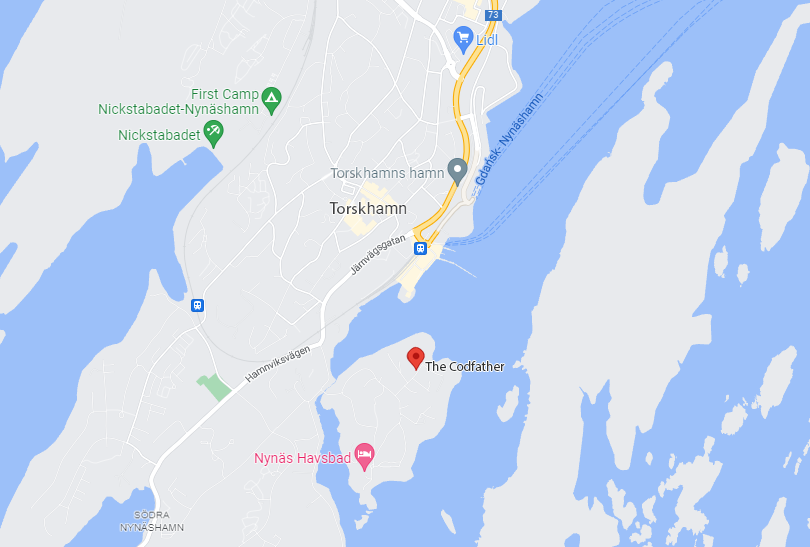 73
Lidl
First Camp
Nickstabadet-Nynäshamn
Nickstabadet
Gdańsk- Nynäshamn
Torskhamns hamn
Torskhamn
Järnvägsgatan
Hamnviksvägen
The Codfather
Nynäs Havsbad
SÖDRA
NYNÄSHAMN